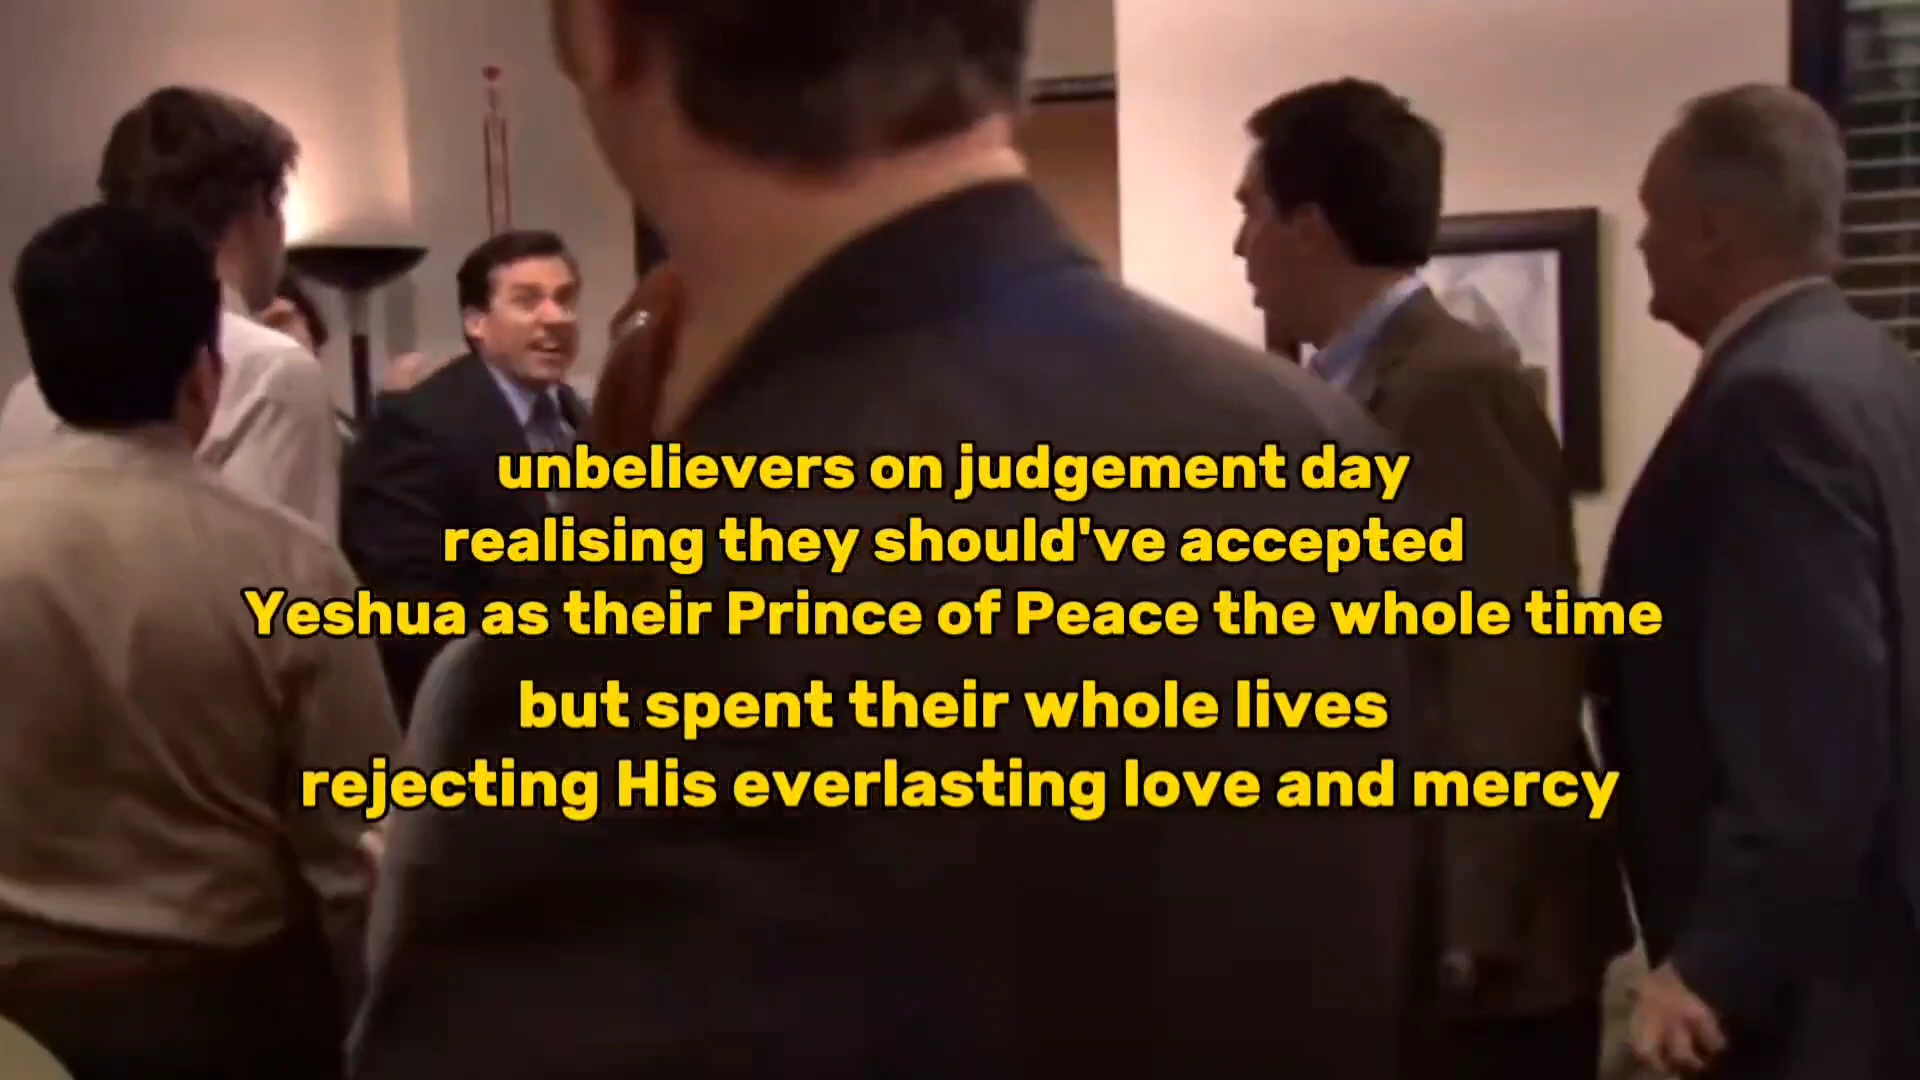 unbelievers on judgement day
realising they should've accepted
Yeshua as their Prince of Peace the whole time
but spent their whole lives
rejecting His everlasting love and mercy